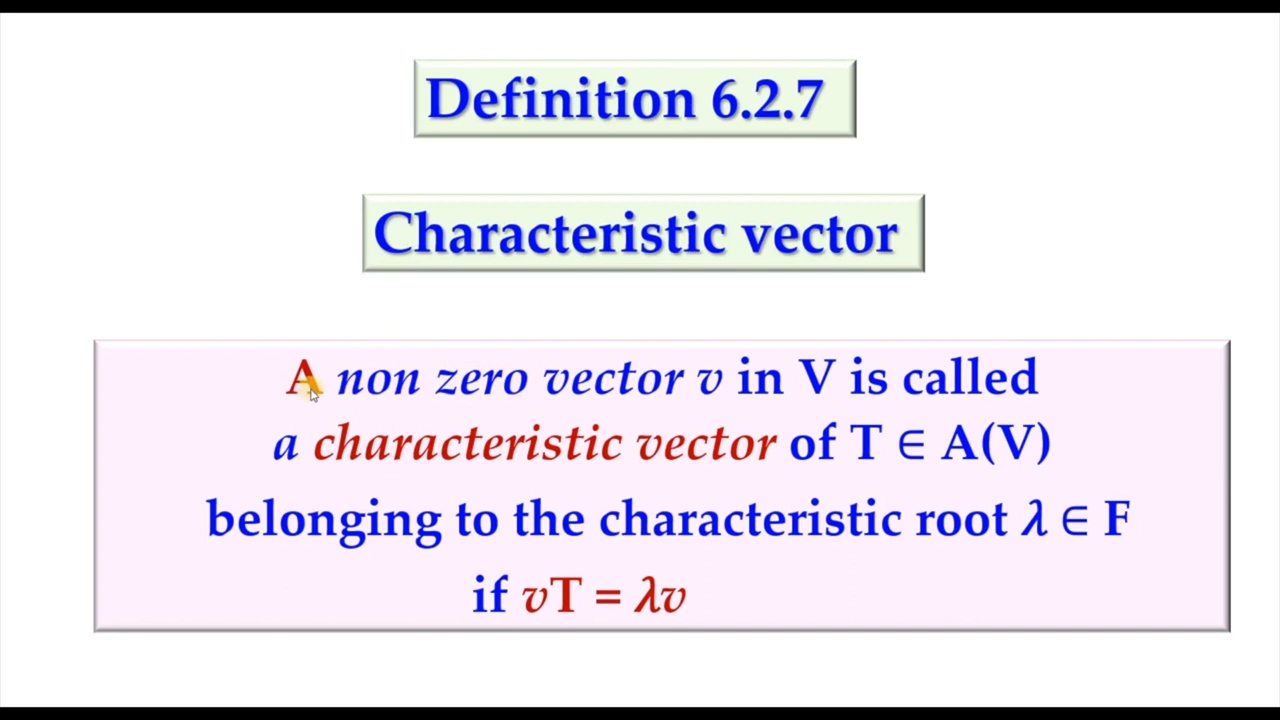 Definition 6.2.7
Characteristic vector
A non zero vector v in V is called
a characteristic vector of T ∈ A(V)
belonging to the characteristic root λ ∈ F
if vT = λv